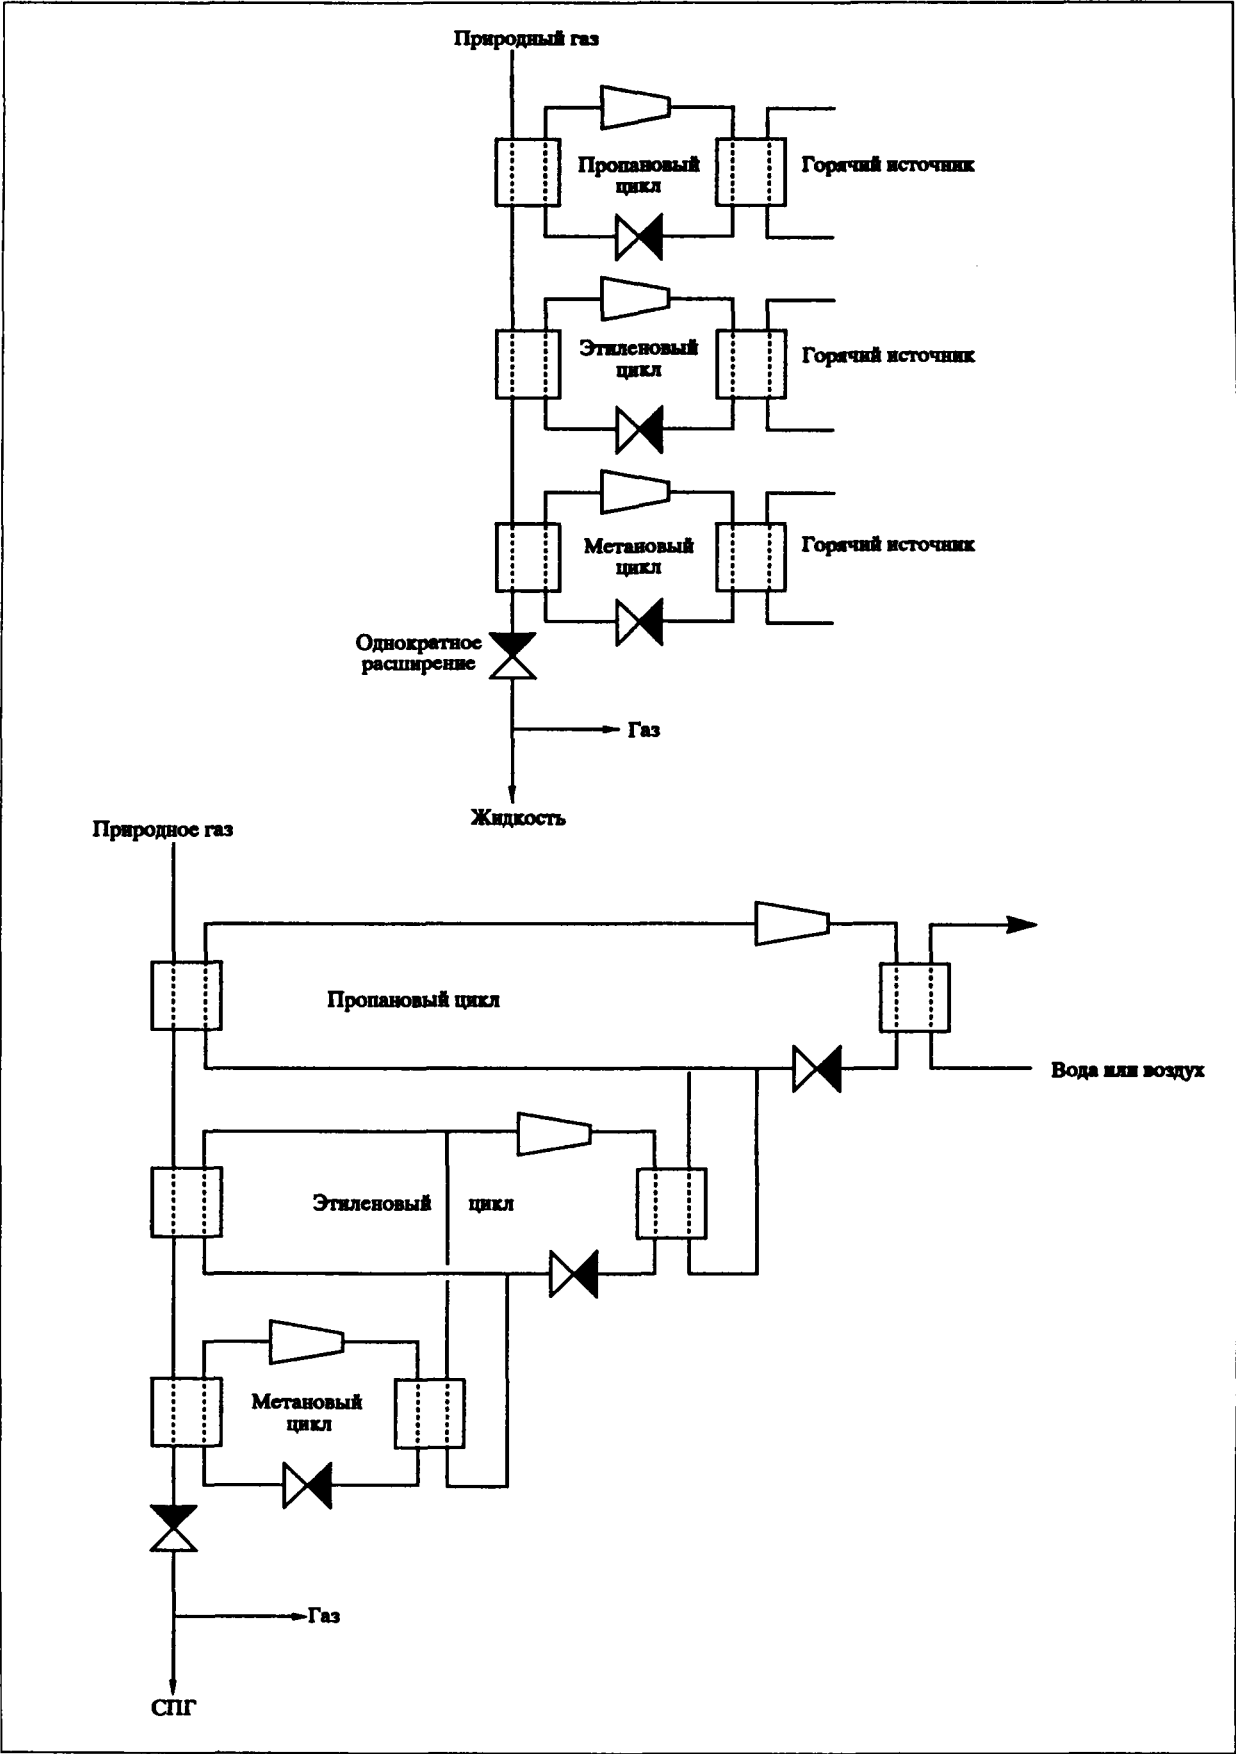 Природный газ
Пропановый
цикл
Горячий источник
Этиленовый
цикл
Горячий источник
Метановый
цикл
Горячий источник
Однократное
расширение
Газ
Жидкость
Природное газ
Пропановый цикл
Вода или воздух
Этиленовый цикл
Метановый
цикл
Газ
СПГ